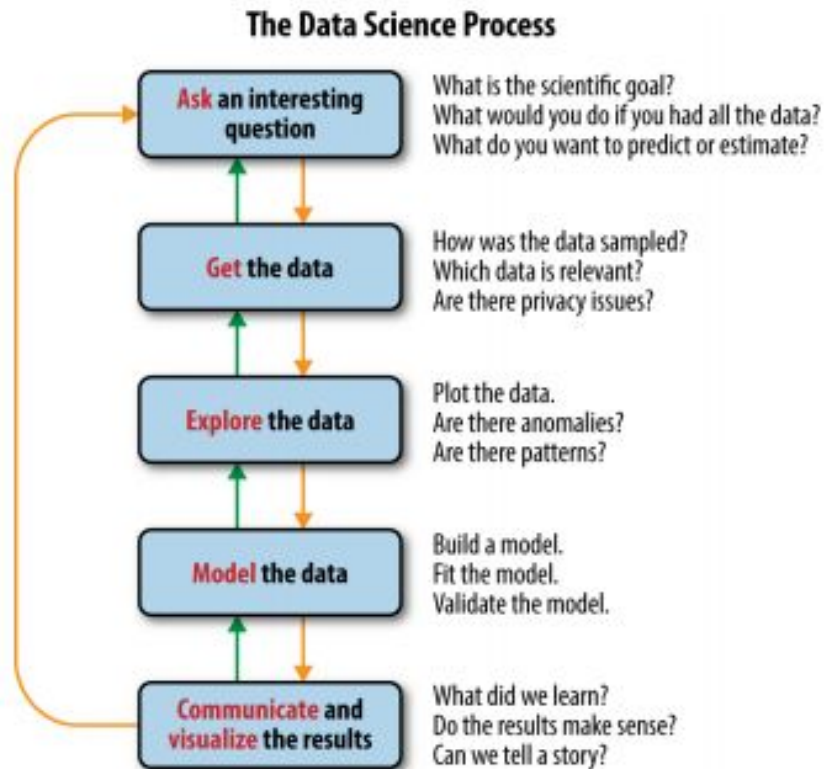 The Data Science Process
Ask an interesting
question
What is the scientific goal?
What would you do if you had all the data?
What do you want to predict or estimate?
Get the data
How was the data sampled?
Which data is relevant?
Are there privacy issues?
Explore the data
Plot the data.
Are there anomalies?
Are there patterns?
Model the data
Build a model.
Fit the model.
Validate the model.
Communicate and
visualize the results
What did we learn?
Do the results make sense?
Can we tell a story?